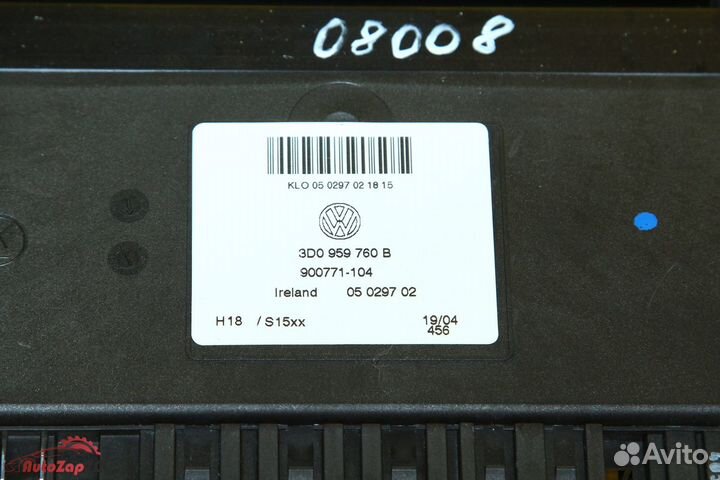 08008
KLO 05 0297 02 18 15
3D0 959 760 B
900771-104
Ireland 05 0297 02
H18 /S15xx 19/04
456
AutoZap
Avito